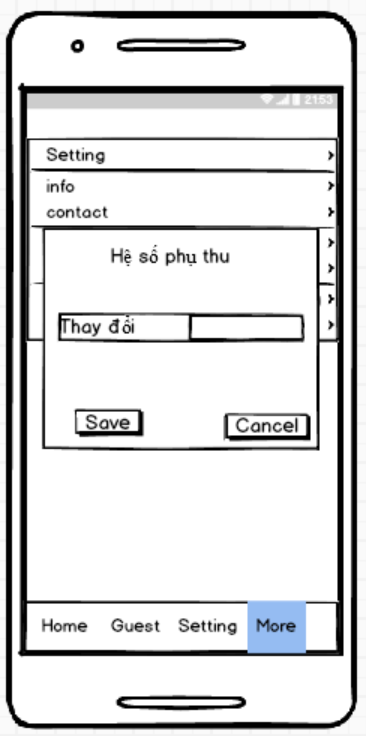 2153
Setting
info
contact
Hệ số phụ thu
Thay đổi
Save Cancel
Home Guest Setting More